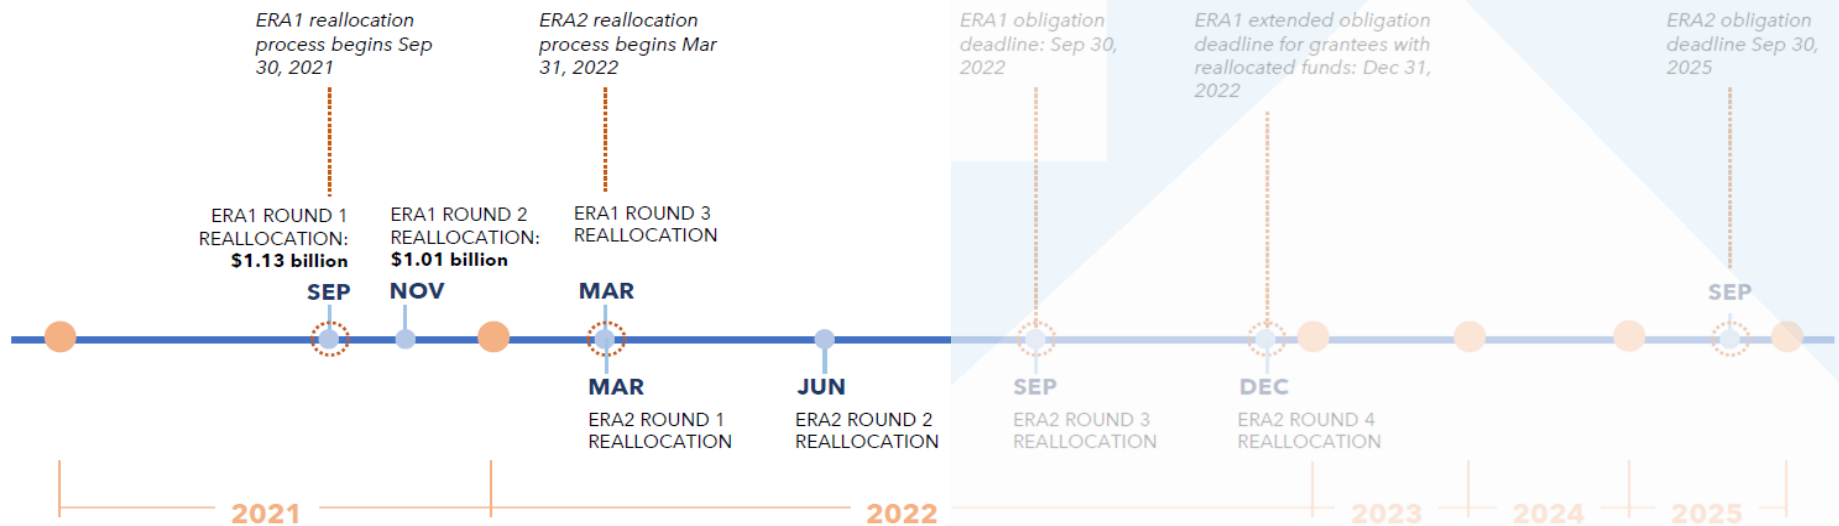 ERA1 reallocation
process begins Sep
30, 2021
ERA2 reallocation
process begins Mar
31, 2022
ERA1 obligation
deadline: Sep 30,
2022
ERA1 extended obligation
deadline for grantees with
reallocated funds: Dec 31,
2022
ERA2 obligation
deadline Sep 30,
2025
ERA1 ROUND 1
REALLOCATION:
$1.13 billion
ERA1 ROUND 2
REALLOCATION:
$1.01 billion
ERA1 ROUND 3
REALLOCATION
SEP
NOV
MAR
SEP
MAR
JUN
SEP
DEC
ERA2 ROUND 1
REALLOCATION
ERA2 ROUND 2
REALLOCATION
ERA2 ROUND 3
REALLOCATION
ERA2 ROUND 4
REALLOCATION
2021
2022
2023
2024
2025